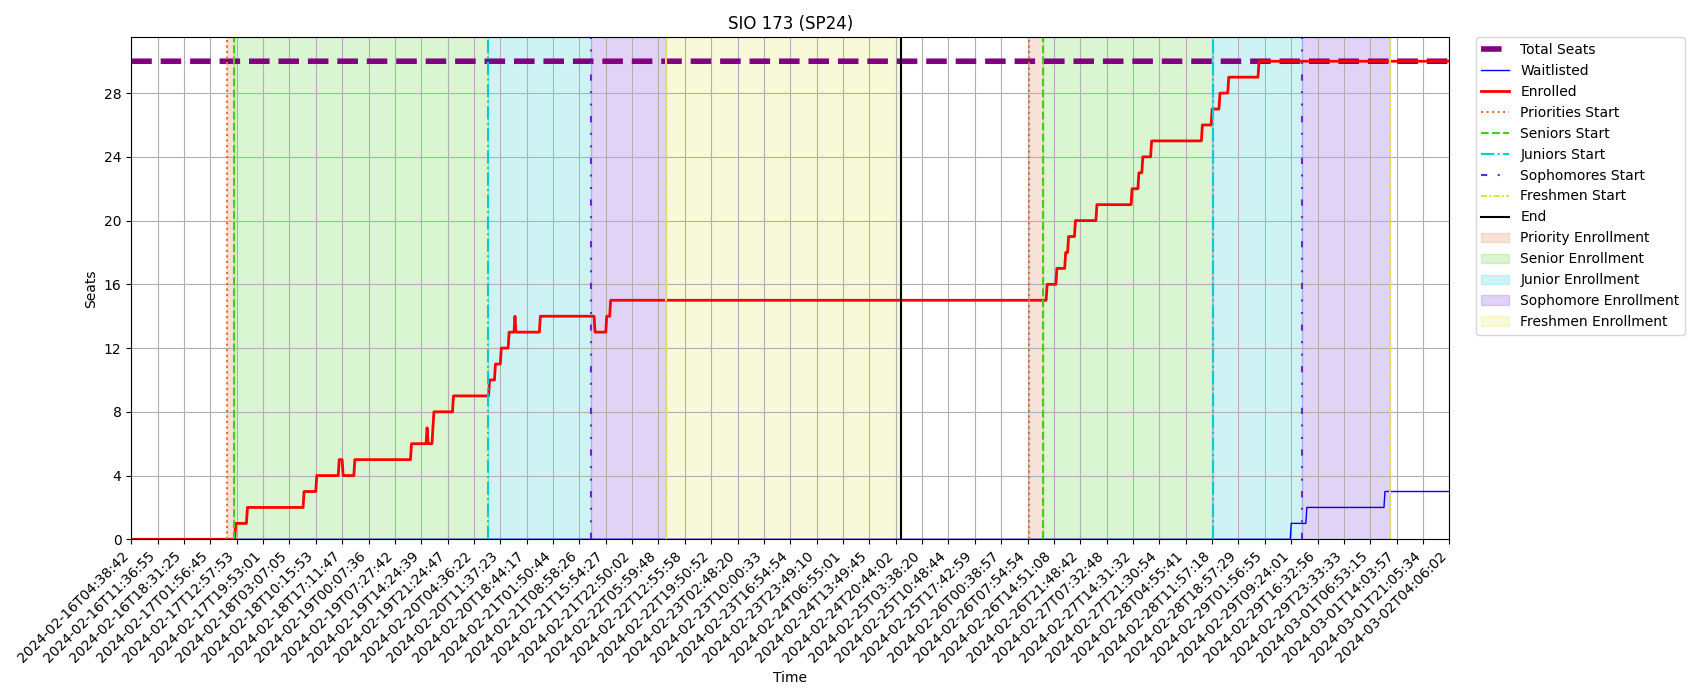 SIO 173 (SP24)
Seats
28
24
20
16
12
8
4
0
2024-02-16T04:38:42
2024-02-16T11:36:55
2024-02-16T18:31:25
2024-02-17T01:56:45
2024-02-17T12:57:53
2024-02-17T19:53:01
2024-02-18T03:07:05
2024-02-18T10:15:53
2024-02-18T17:11:47
2024-02-19T00:07:36
2024-02-19T07:27:42
2024-02-19T14:24:39
2024-02-19T21:24:47
2024-02-20T04:36:22
2024-02-20T11:37:23
2024-02-20T18:44:17
2024-02-21T01:50:44
2024-02-21T08:58:26
2024-02-21T15:54:27
2024-02-21T22:50:02
2024-02-22T05:59:48
2024-02-22T12:55:58
2024-02-22T19:50:52
2024-02-23T02:48:20
2024-02-23T10:00:33
2024-02-23T16:54:54
2024-02-23T23:49:10
2024-02-24T06:55:01
2024-02-24T13:49:45
2024-02-24T20:44:02
2024-02-25T03:38:20
2024-02-25T10:48:44
2024-02-25T17:42:59
2024-02-26T00:38:57
2024-02-26T07:54:54
2024-02-26T14:51:08
2024-02-26T21:48:42
2024-02-27T07:32:48
2024-02-27T14:31:32
2024-02-27T21:30:54
2024-02-28T04:55:41
2024-02-28T11:57:18
2024-02-28T18:57:29
2024-02-29T01:56:55
2024-02-29T09:24:01
2024-02-29T16:32:56
2024-02-29T23:33:33
2024-03-01T06:53:15
2024-03-01T14:03:57
2024-03-01T21:05:34
2024-03-02T04:06:02
Time
Total Seats
Waitlisted
Enrolled
Priorities Start
Seniors Start
Juniors Start
Sophomores Start
Freshmen Start
End
Priority Enrollment
Senior Enrollment
Junior Enrollment
Sophomore Enrollment
Freshmen Enrollment